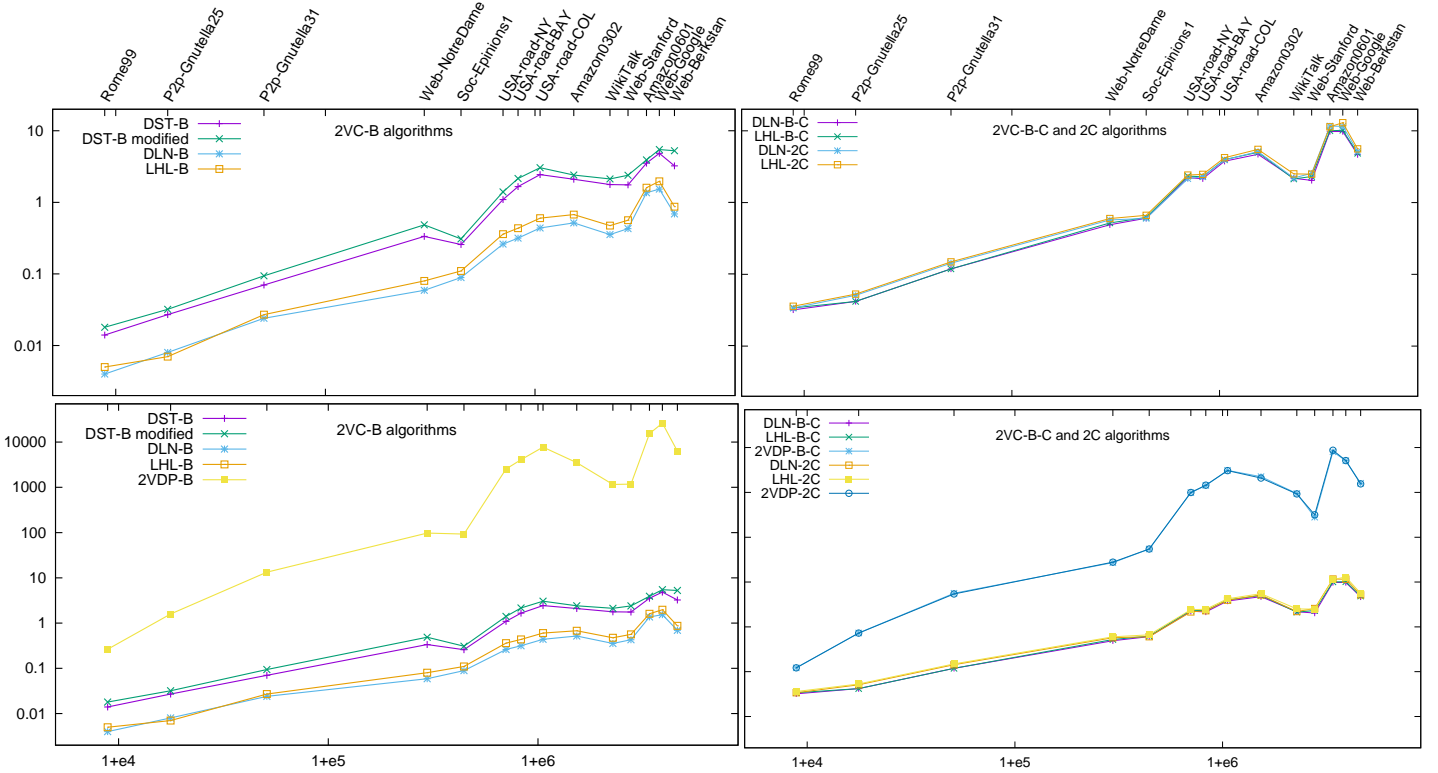 Rome99
P2p-Gnutella25
P2p-Gnutella31
Web-NotreDame
Soc-Epinions1
USA-road-NY
USA-road-BAY
USA-road-COL
Amazon0302
WikiTalk
Web-Stanford
Amazon0601
Web-Google
Web-Berkstan
2VC-B algorithms
DST-B
DST-B modified
DLN-B
LHL-B
10
1
0.1
0.01
Rome99
P2p-Gnutella25
P2p-Gnutella31
Web-NotreDame
Soc-Epinions1
USA-road-NY
USA-road-BAY
USA-road-COL
Amazon0302
WikiTalk
Web-Stanford
Amazon0601
Web-Google
Web-Berkstan
2VC-B-C and 2C algorithms
DLN-B-C
LHL-B-C
DLN-2C
LHL-2C
2VC-B algorithms
DST-B
DST-B modified
DLN-B
LHL-B
2VDP-B
10000
1000
100
10
1
0.1
0.01
1+e4
1+e5
1+e6
2VC-B-C and 2C algorithms
DLN-B-C
LHL-B-C
2VDP-B-C
DLN-2C
LHL-2C
2VDP-2C
1+e4
1+e5
1+e6